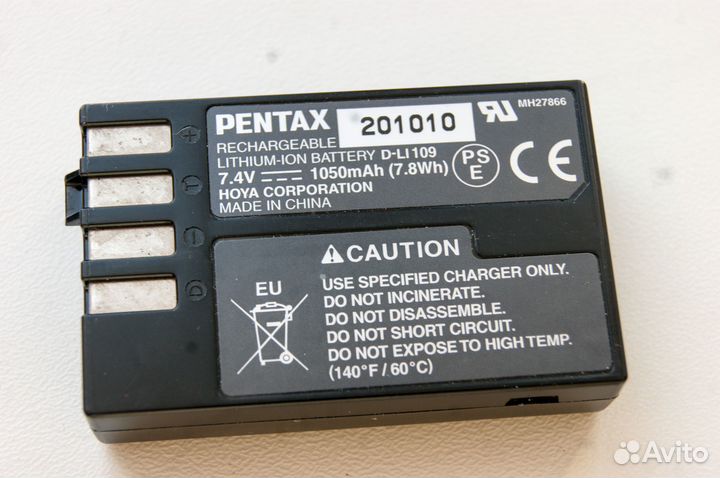 PENTAX 201010 MH27866
RECHARGEABLE
LITHIUM-ION BATTERY D-LI109
7.4V 1050mAh (7.8Wh)
HOYA CORPORATION
MADE IN CHINA
PS
E
CE
+
T
-
D
CAUTION
USE SPECIFIED CHARGER ONLY.
DO NOT INCINERATE.
DO NOT DISASSEMBLE.
DO NOT SHORT CIRCUIT.
DO NOT EXPOSE TO HIGH TEMP.
(140°F / 60°C)
EU
Avito